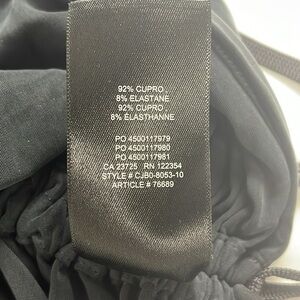 92% CUPRO
8% ELASTANE
92% CUPRO
8% ÉLASTHANNE
PO 4500117979
PO 4500117980
PO 4500117981
CA 23725 RN 122354
STYLE # CJB0-8053-10
ARTICLE # 76689